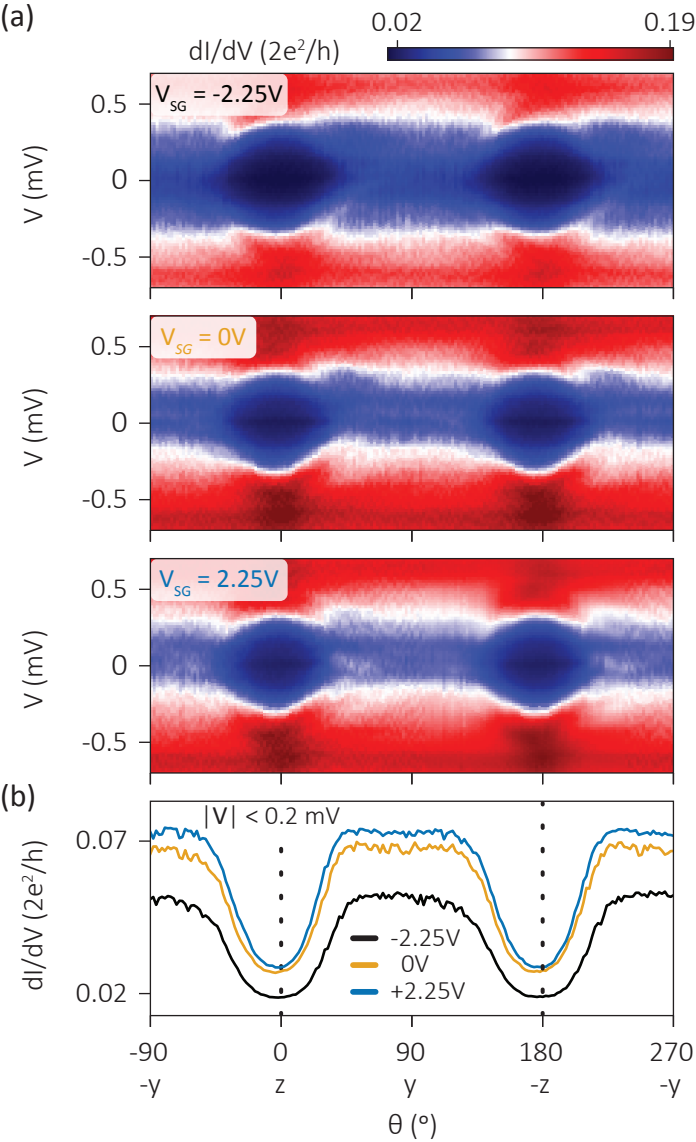 (a)
0.02 0.19
dI/dV (2e²/h)
V_SG = -2.25V
0.5
0
-0.5
V (mV)
V_SG = 0V
0.5
0
-0.5
V (mV)
V_SG = 2.25V
0.5
0
-0.5
V (mV)
(b)
|V| < 0.2 mV
0.07
0.02
dI/dV (2e²/h)
-2.25V
0V
+2.25V
-90 0 90 180 270
-y z y -z -y
θ (°)